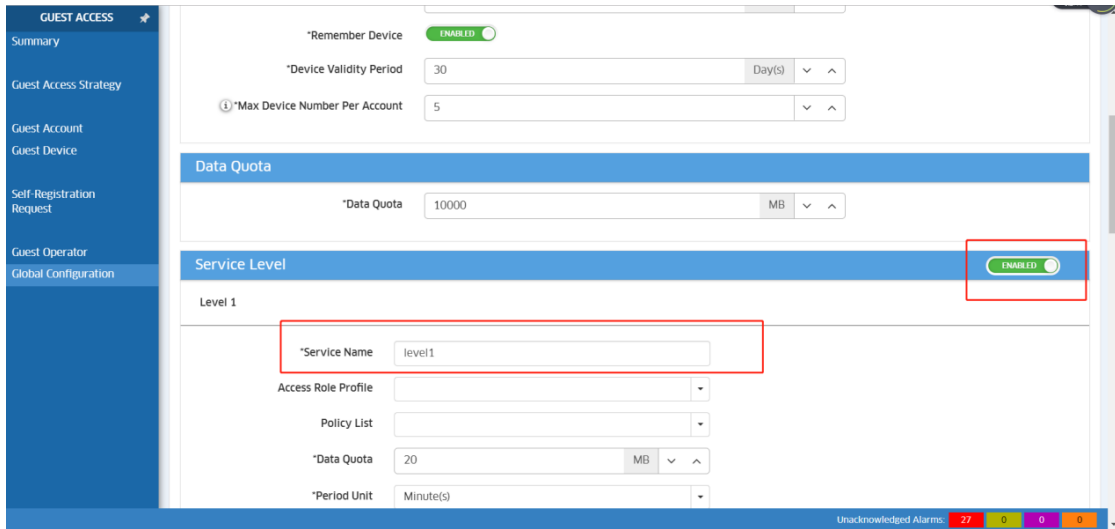 GUEST ACCESS
Summary
Guest Access Strategy
Guest Account
Guest Device
Self-Registration
Request
Guest Operator
Global Configuration
*Remember Device ENABLED
*Device Validity Period 30 Day(s)
i *Max Device Number Per Account 5
Data Quota
*Data Quota 10000 MB
Service Level ENABLED
Level 1
*Service Name level1
Access Role Profile
Policy List
*Data Quota 20 MB
*Period Unit Minute(s)
Unacknowledged Alarms: 27 0 0 0